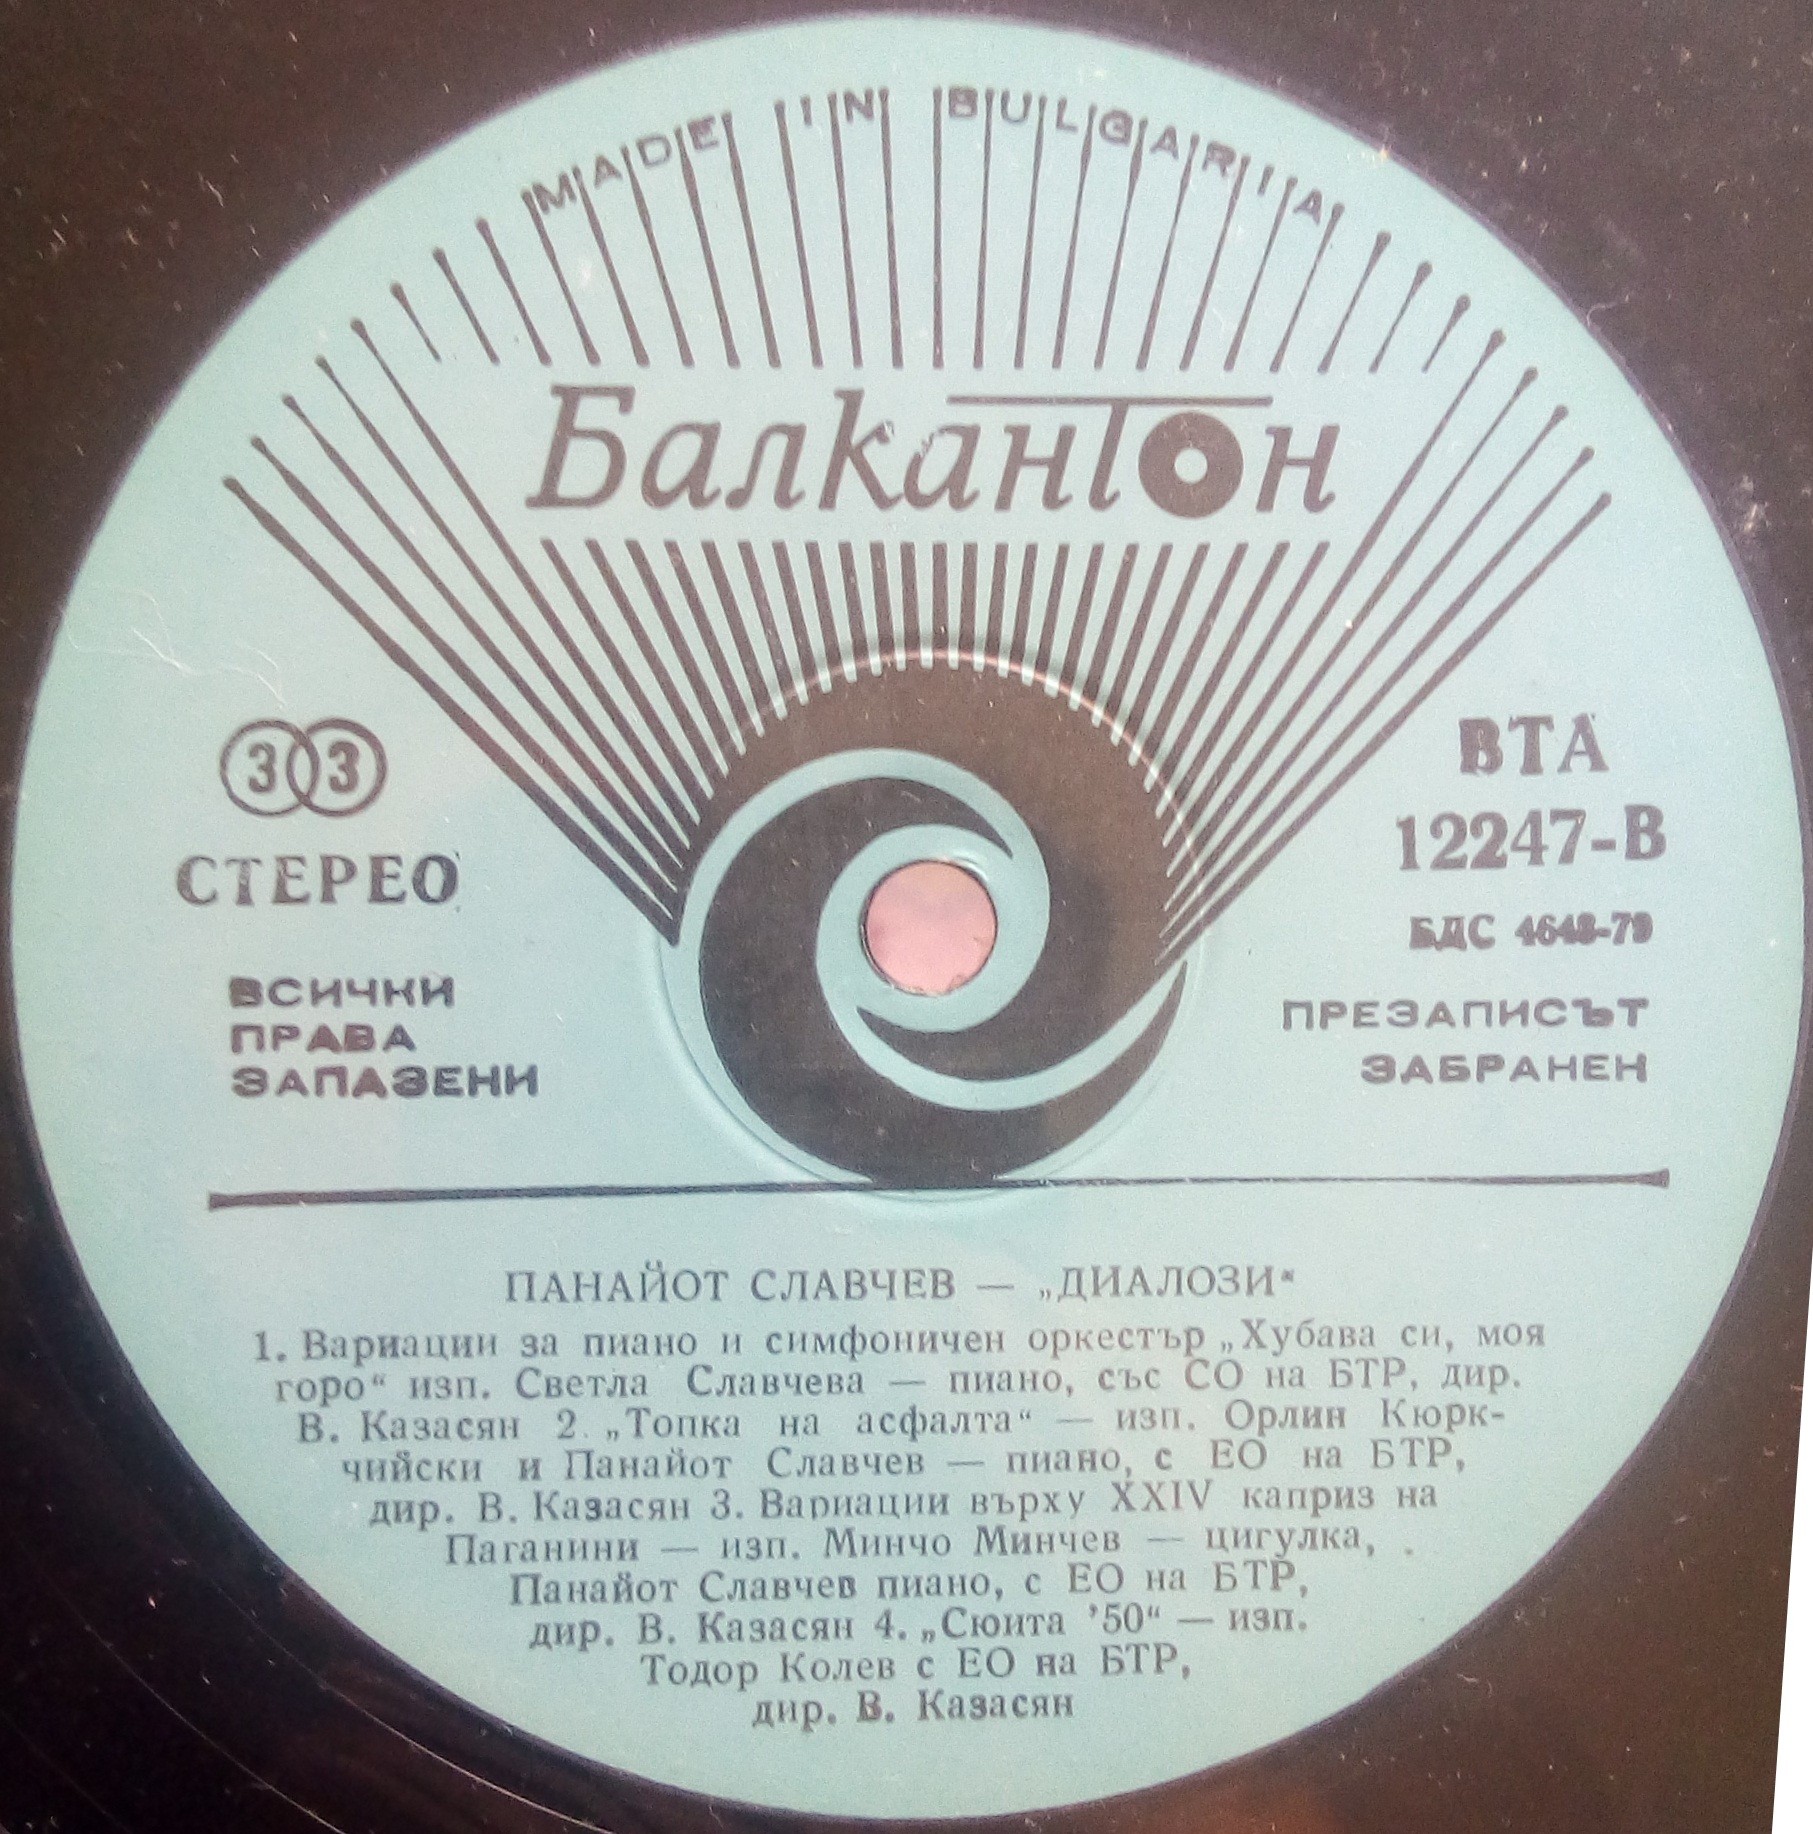 MADE IN BULGARIA
Балкантон
33
СТЕРЕО
ВСИЧКИ
ПРАВА
ЗАПАЗЕНИ
ВТА
12247-В
БДС 4648-79
ПРЕЗАПИСЪТ
ЗАБРАНЕН
ПАНАЙОТ СЛАВЧЕВ — „ДИАЛОЗИ“
1. Вариации за пиано и симфоничен оркестър „Хубава си, моя
горо“ изп. Светла Славчева — пиано, със СО на БТР, дир.
В. Казасян 2. „Топка на асфалта“ — изп. Орлин Кюрк-
чийски и Панайот Славчев — пиано, с ЕО на БТР,
дир. В. Казасян 3. Вариации върху XXIV каприз на
Паганини — изп. Минчо Минчев — цигулка,
Панайот Славчев пиано, с ЕО на БТР,
дир. В. Казасян 4. „Сюита ’50“ — изп.
Тодор Колев с ЕО на БТР,
дир. В. Казасян